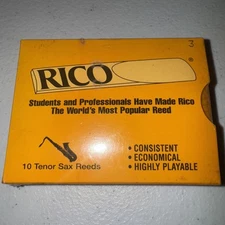 3
RICO®
Students and Professionals Have Made Rico
The World's Most Popular Reed
• CONSISTENT
• ECONOMICAL
• HIGHLY PLAYABLE
10 Tenor Sax Reeds